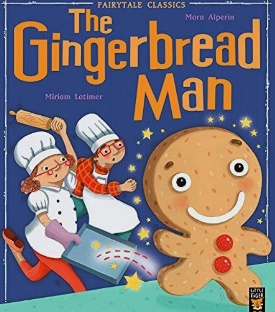 FAIRYTALE CLASSICS
The
Mara Alperin
Gingerbread
Miriam Latimer
Man
LITTLE TIGER